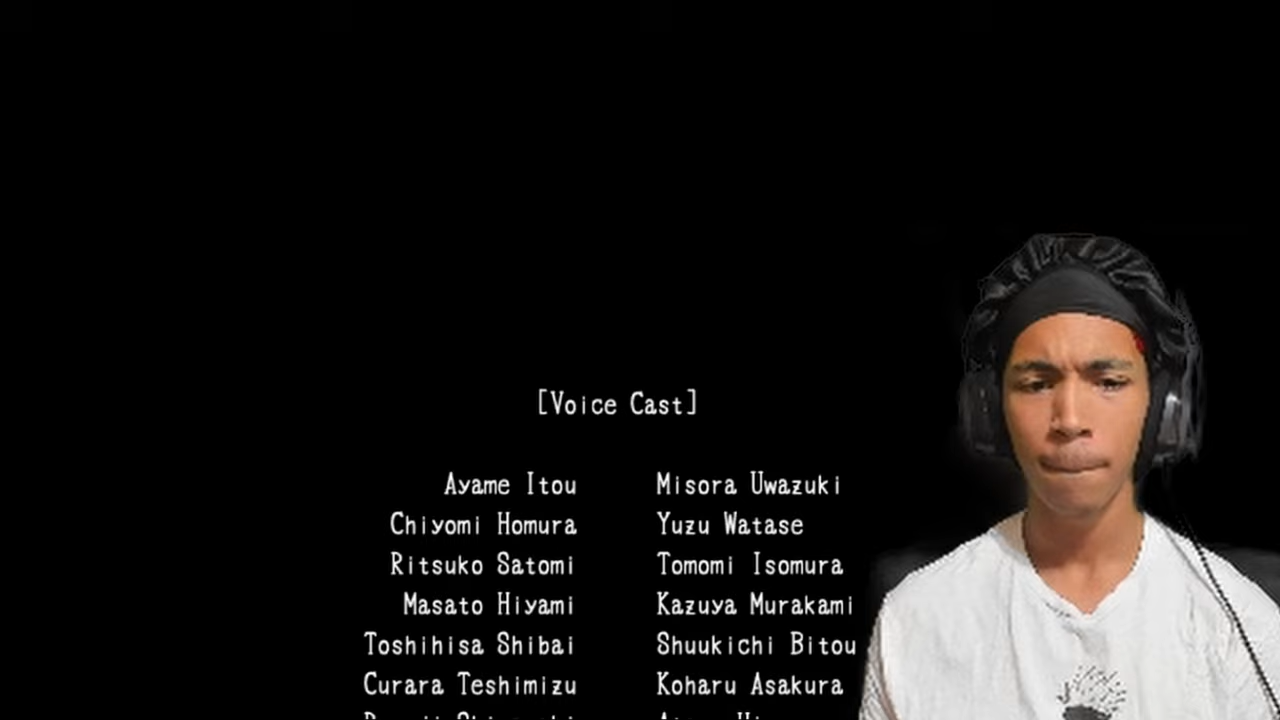 [Voice Cast]
Ayame Itou Misora Uwazuki
Chiyomi Homura Yuzu Watase
Ritsuko Satomi Tomomi Isomura
Masato Hiyami Kazuya Murakami
Toshihisa Shibai Shuukichi Bitou
Curara Teshimizu Koharu Asakura